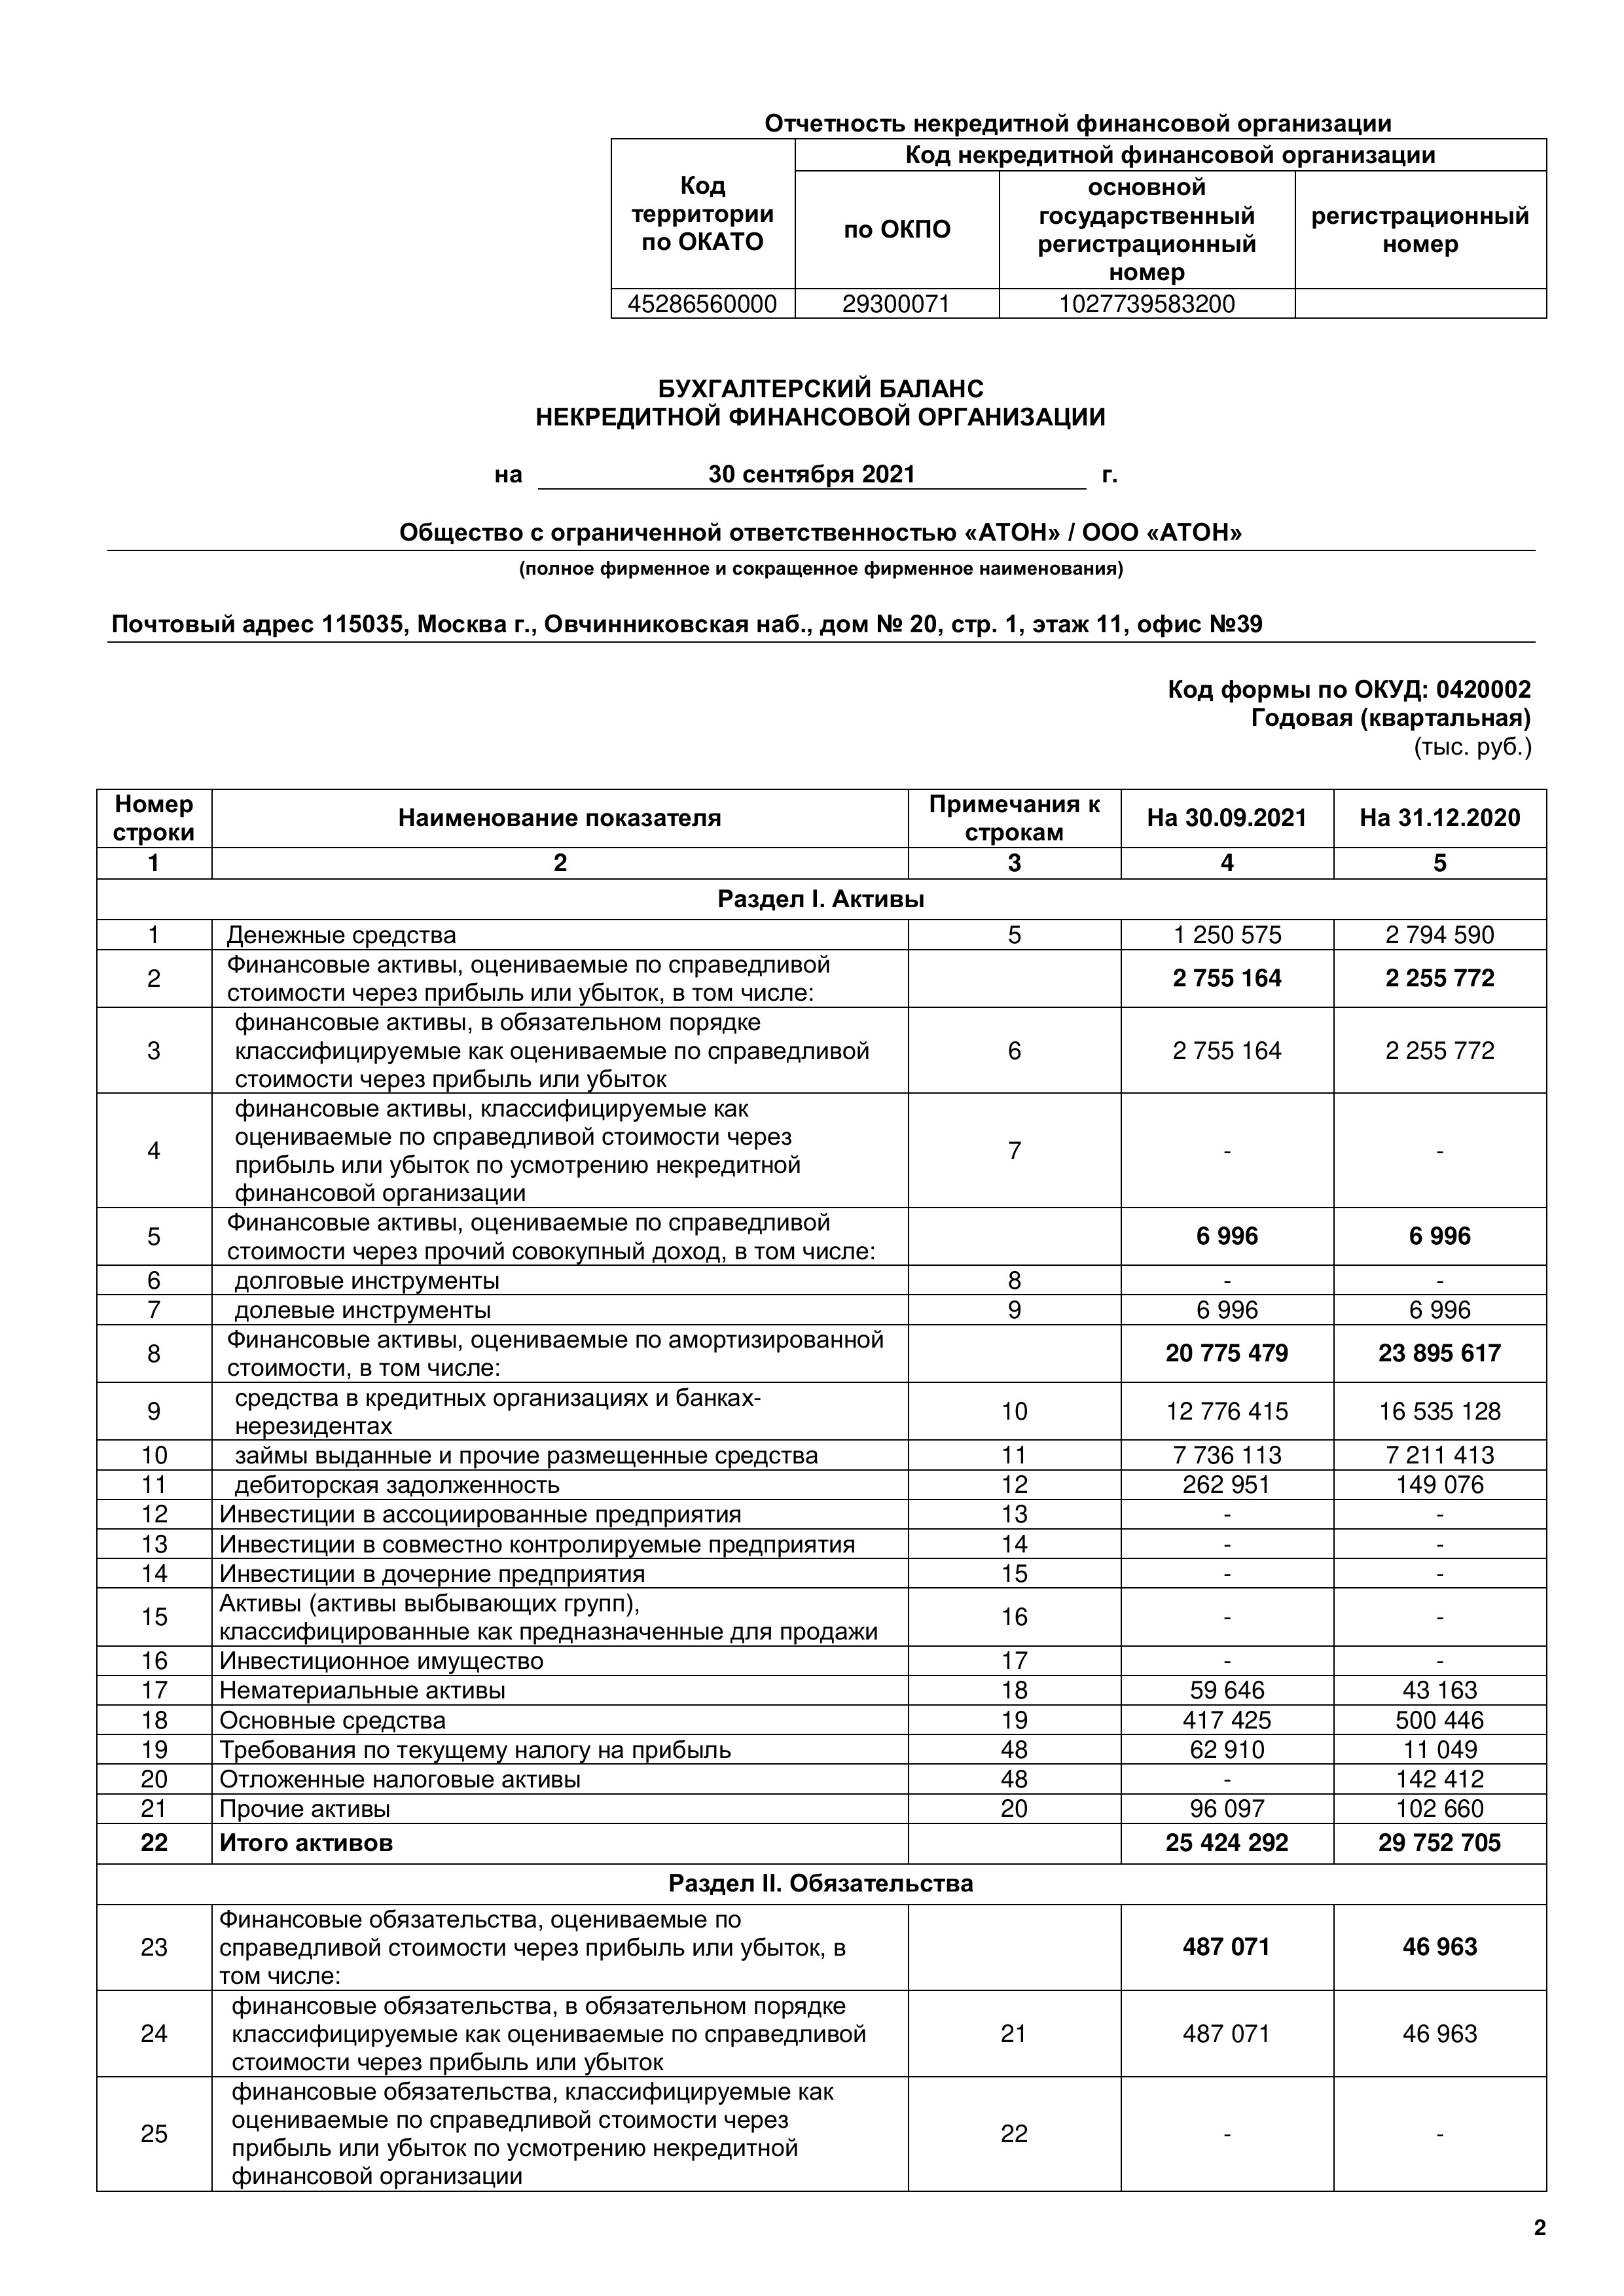 Отчетность некредитной финансовой организации
Код территории по ОКАТО
Код некредитной финансовой организации
по ОКПО
основной государственный регистрационный номер
регистрационный номер
45286560000 29300071 1027739583200
БУХГАЛТЕРСКИЙ БАЛАНС
НЕКРЕДИТНОЙ ФИНАНСОВОЙ ОРГАНИЗАЦИИ
на 30 сентября 2021 г.
Общество с ограниченной ответственностью «АТОН» / ООО «АТОН»
(полное фирменное и сокращенное фирменное наименования)
Почтовый адрес 115035, Москва г., Овчинниковская наб., дом № 20, стр. 1, этаж 11, офис №39
Код формы по ОКУД: 0420002
Годовая (квартальная)
(тыс. руб.)
Номер строки Наименование показателя Примечания к строкам На 30.09.2021 На 31.12.2020
1 2 3 4 5
Раздел I. Активы
1 Денежные средства 5 1 250 575 2 794 590
2 Финансовые активы, оцениваемые по справедливой
стоимости через прибыль или убыток, в том числе: 2 755 164 2 255 772
3 финансовые активы, в обязательном порядке
классифицируемые как оцениваемые по справедливой
стоимости через прибыль или убыток 6 2 755 164 2 255 772
4 финансовые активы, классифицируемые как
оцениваемые по справедливой стоимости через
прибыль или убыток по усмотрению некредитной
финансовой организации 7 - -
5 Финансовые активы, оцениваемые по справедливой
стоимости через прочий совокупный доход, в том числе: 6 996 6 996
6 долговые инструменты 8 - -
7 долевые инструменты 9 6 996 6 996
8 Финансовые активы, оцениваемые по амортизированной
стоимости, в том числе: 20 775 479 23 895 617
9 средства в кредитных организациях и банках-
нерезидентах 10 12 776 415 16 535 128
10 займы выданные и прочие размещенные средства 11 7 736 113 7 211 413
11 дебиторская задолженность 12 262 951 149 076
12 Инвестиции в ассоциированные предприятия 13 - -
13 Инвестиции в совместно контролируемые предприятия 14 - -
14 Инвестиции в дочерние предприятия 15 - -
15 Активы (активы выбывающих групп),
классифицированные как предназначенные для продажи 16 - -
16 Инвестиционное имущество 17 - -
17 Нематериальные активы 18 59 646 43 163
18 Основные средства 19 417 425 500 446
19 Требования по текущему налогу на прибыль 48 62 910 11 049
20 Отложенные налоговые активы 48 - 142 412
21 Прочие активы 20 96 097 102 660
22 Итого активов 25 424 292 29 752 705
Раздел II. Обязательства
23 Финансовые обязательства, оцениваемые по
справедливой стоимости через прибыль или убыток, в
том числе: 487 071 46 963
24 финансовые обязательства, в обязательном порядке
классифицируемые как оцениваемые по справедливой
стоимости через прибыль или убыток 21 487 071 46 963
25 финансовые обязательства, классифицируемые как
оцениваемые по справедливой стоимости через
прибыль или убыток по усмотрению некредитной
финансовой организации 22 - -
2